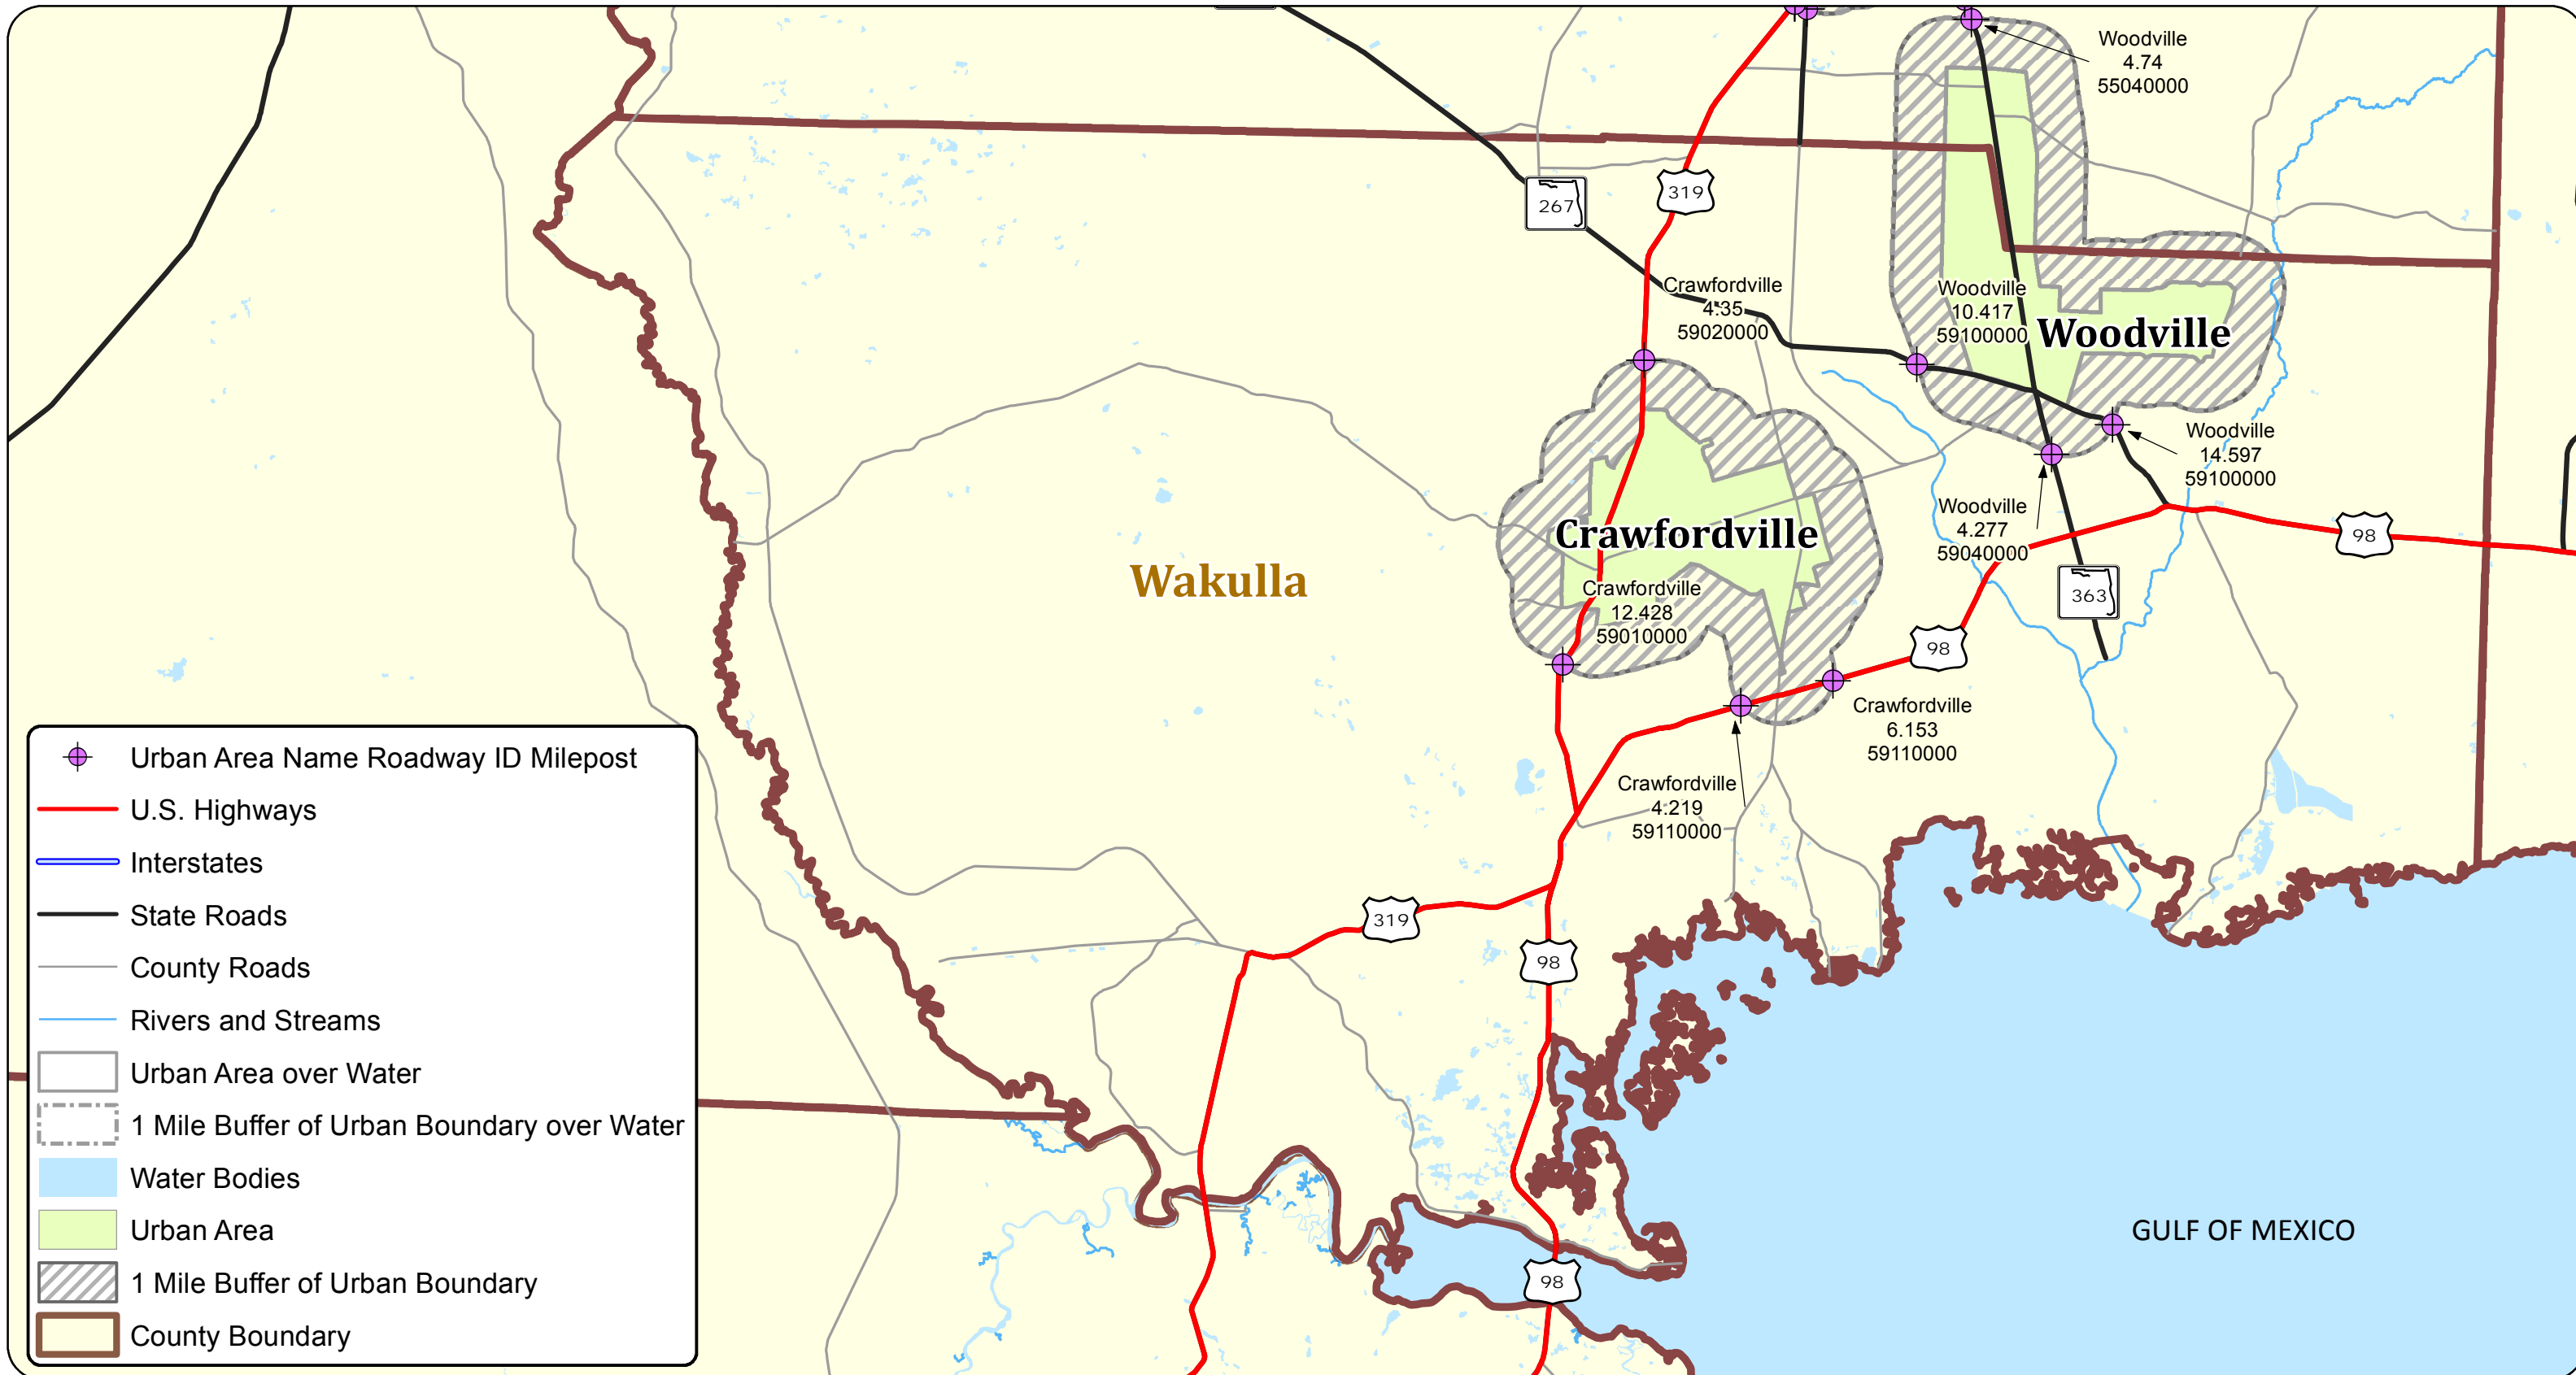 Woodville
4.74
55040000
267
319
Crawfordville
4.35
59020000
Woodville
10.417
59100000
Woodville
Woodville
14.597
59100000
Woodville
4.277
59040000
98
Crawfordville
Wakulla
Crawfordville
12.428
59010000
363
98
Crawfordville
6.153
59110000
Crawfordville
4.219
59110000
319
98
98
GULF OF MEXICO
Urban Area Name Roadway ID Milepost
U.S. Highways
Interstates
State Roads
County Roads
Rivers and Streams
Urban Area over Water
1 Mile Buffer of Urban Boundary over Water
Water Bodies
Urban Area
1 Mile Buffer of Urban Boundary
County Boundary